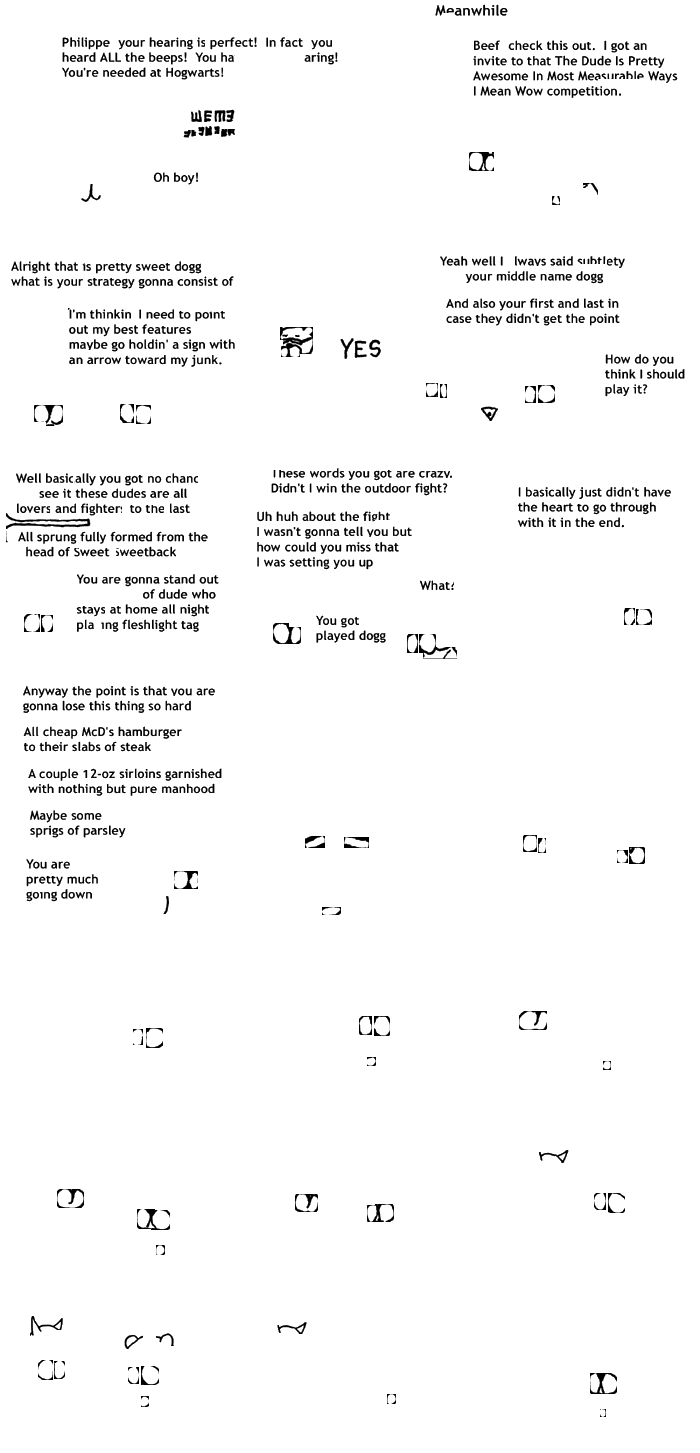 Meanwhile
Philippe your hearing is perfect! In fact you
heard ALL the beeps! You ha aring!
You're needed at Hogwarts!
Oh boy!
Beef check this out. I got an
invite to that The Dude Is Pretty
Awesome In Most Measurable Ways
I Mean Wow competition.
Alright that is pretty sweet dogg
what is your strategy gonna consist of
I'm thinkin I need to point
out my best features
maybe go holdin' a sign with
an arrow toward my junk.
YES
Yeah well I lways said subtlety
your middle name dogg
And also your first and last in
case they didn't get the point
How do you
think I should
play it?
Well basically you got no chanc
see it these dudes are all
lovers and fighters to the last
All sprung fully formed from the
head of Sweet Sweetback
You are gonna stand out
of dude who
stays at home all night
pla ing fleshlight tag
These words you got are crazy.
Didn't I win the outdoor fight?
Uh huh about the fight
I wasn't gonna tell you but
how could you miss that
I was setting you up
What?
You got
played dogg
I basically just didn't have
the heart to go through
with it in the end.
Anyway the point is that you are
gonna lose this thing so hard
All cheap McD's hamburger
to their slabs of steak
A couple 12-oz sirloins garnished
with nothing but pure manhood
Maybe some
sprigs of parsley
You are
pretty much
going down